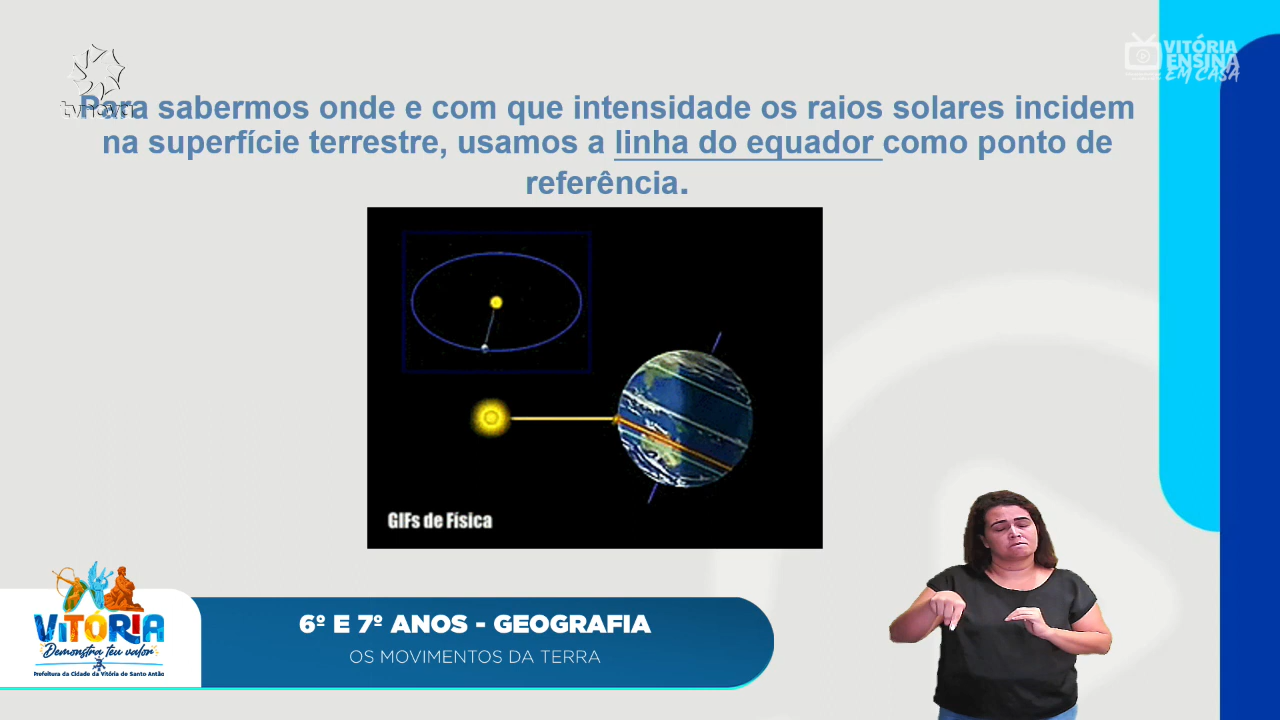 tvnova
VITÓRIA
ENSINA
EM CASA
Para sabermos onde e com que intensidade os raios solares incidem
na superfície terrestre, usamos a linha do equador como ponto de
referência.
GIFs de Física
VITÓRIA
Demonstra teu valor
Prefeitura da Cidade da Vitória de Santo Antão
6º E 7º ANOS - GEOGRAFIA
OS MOVIMENTOS DA TERRA